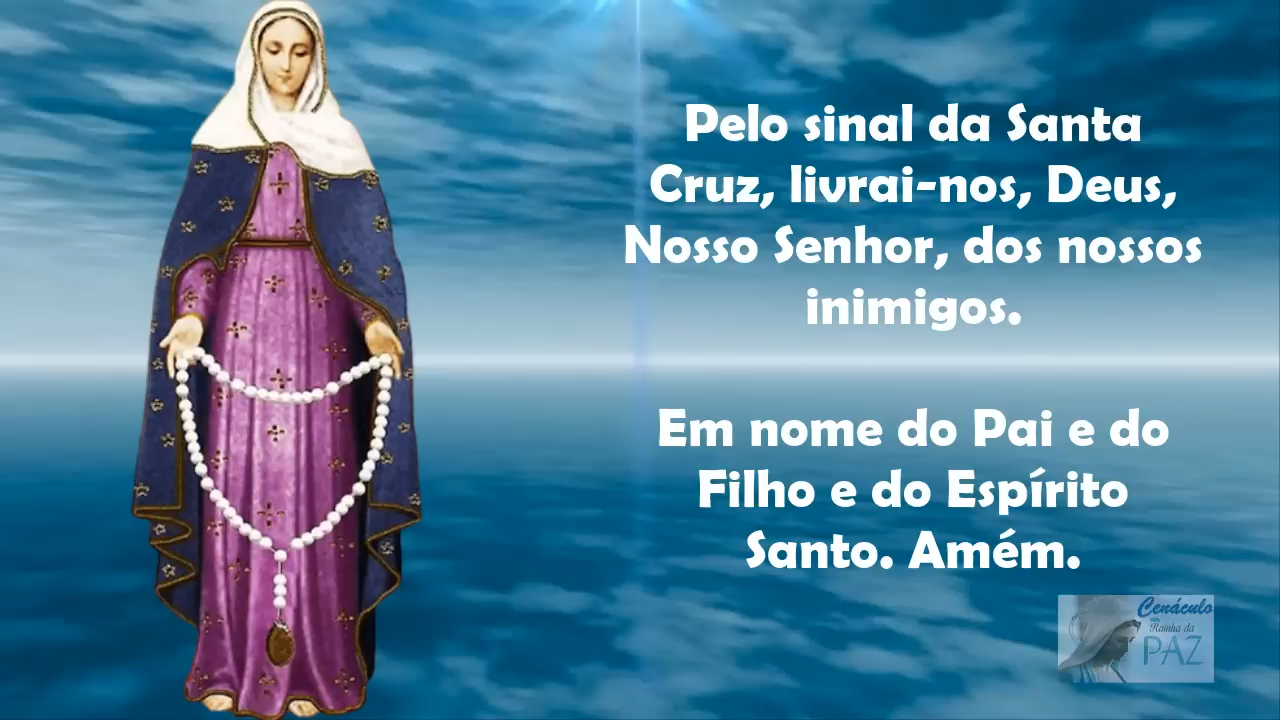 Pelo sinal da Santa
Cruz, livrai-nos, Deus,
Nosso Senhor, dos nossos
inimigos.
Em nome do Pai e do
Filho e do Espírito
Santo. Amém.
Cenáculo
Rainha da
PAZ